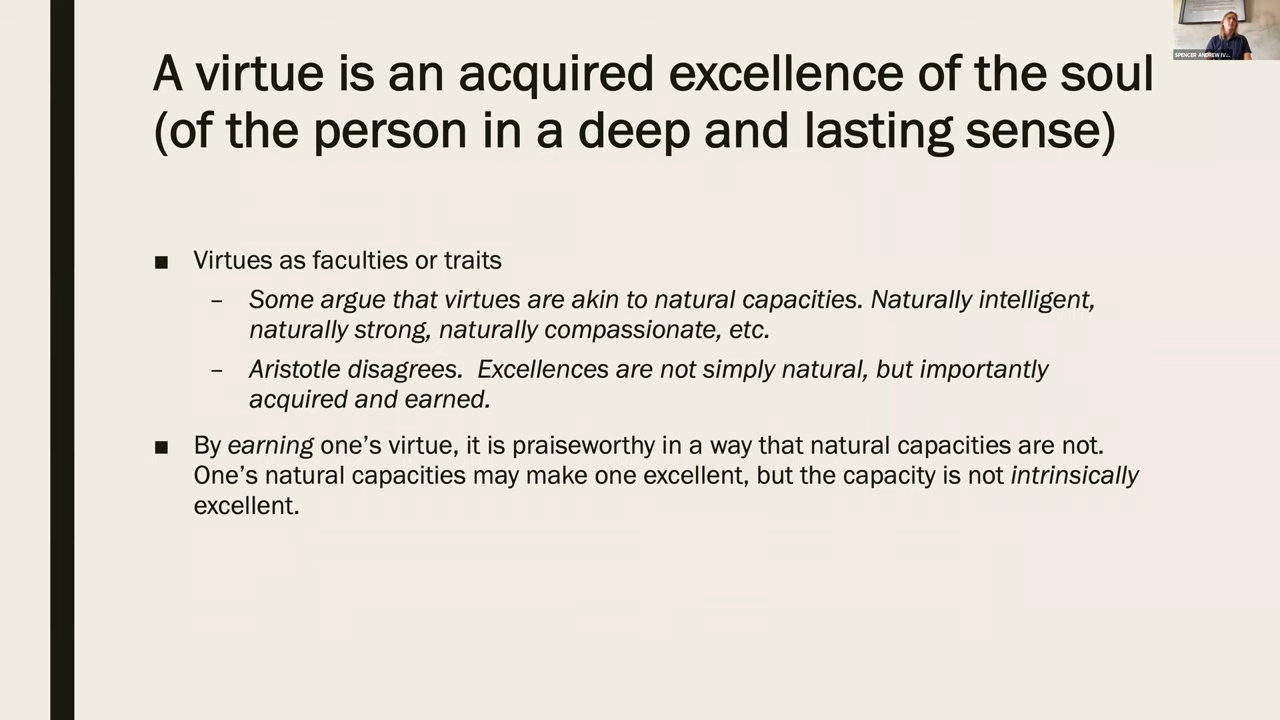 A virtue is an acquired excellence of the soul
(of the person in a deep and lasting sense)
SPENCER ANDREW IV...
■ Virtues as faculties or traits
– Some argue that virtues are akin to natural capacities. Naturally intelligent,
naturally strong, naturally compassionate, etc.
– Aristotle disagrees.  Excellences are not simply natural, but importantly
acquired and earned.
■ By earning one’s virtue, it is praiseworthy in a way that natural capacities are not.
One’s natural capacities may make one excellent, but the capacity is not intrinsically
excellent.